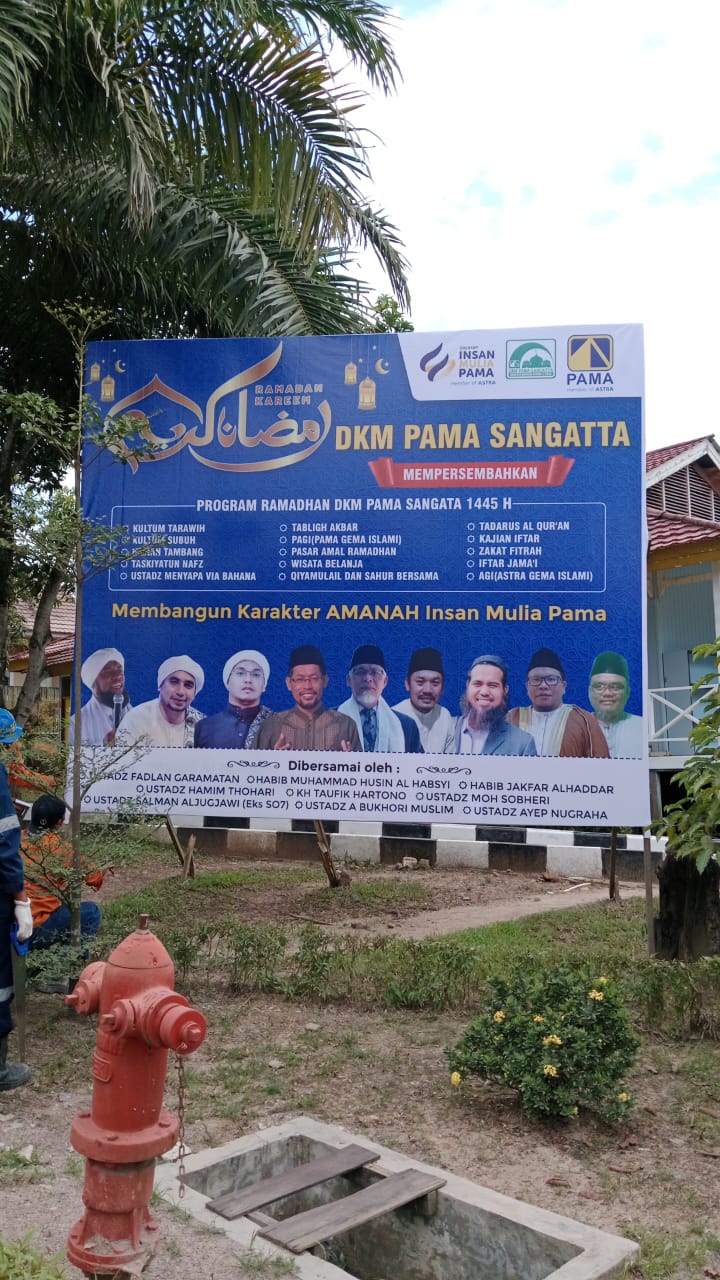 RAMADAH
KAREEM
رمضان كريم
yayasan
INSAN
MULIA
PAMA
member of ASTRA
PAMA
member of ASTRA
DKM PAMA SANGATTA
MEMPERSEMBAHKAN
PROGRAM RAMADHAN DKM PAMA SANGATA 1445 H
KULTUM TARAWIH
KULTUM SUBUH
TAMBANG
TASKIYATUN NAFZ
USTADZ MENYAPA VIA BAHANA
TABLIGH AKBAR
PAGI(PAMA GEMA ISLAMI)
PASAR AMAL RAMADHAN
WISATA BELANJA
QIYAMULAIL DAN SAHUR BERSAMA
TADARUS AL QUR'AN
KAJIAN IFTAR
ZAKAT FITRAH
IFTAR JAMA'I
AGI(ASTRA GEMA ISLAMI)
Membangun Karakter AMANAH Insan Mulia Pama
Dibersamai oleh :
USTADZ FADLAN GARAMATAN HABIB MUHAMMAD HUSIN AL HABSYI HABIB JAKFAR ALHADDAR
USTADZ HAMIM THOHARI KH TAUFIK HARTONO USTADZ MOH SOBHERI
USTADZ SALMAN ALJUGJAWI (Eks SO7) USTADZ A BUKHORI MUSLIM USTADZ AYEP NUGRAHA